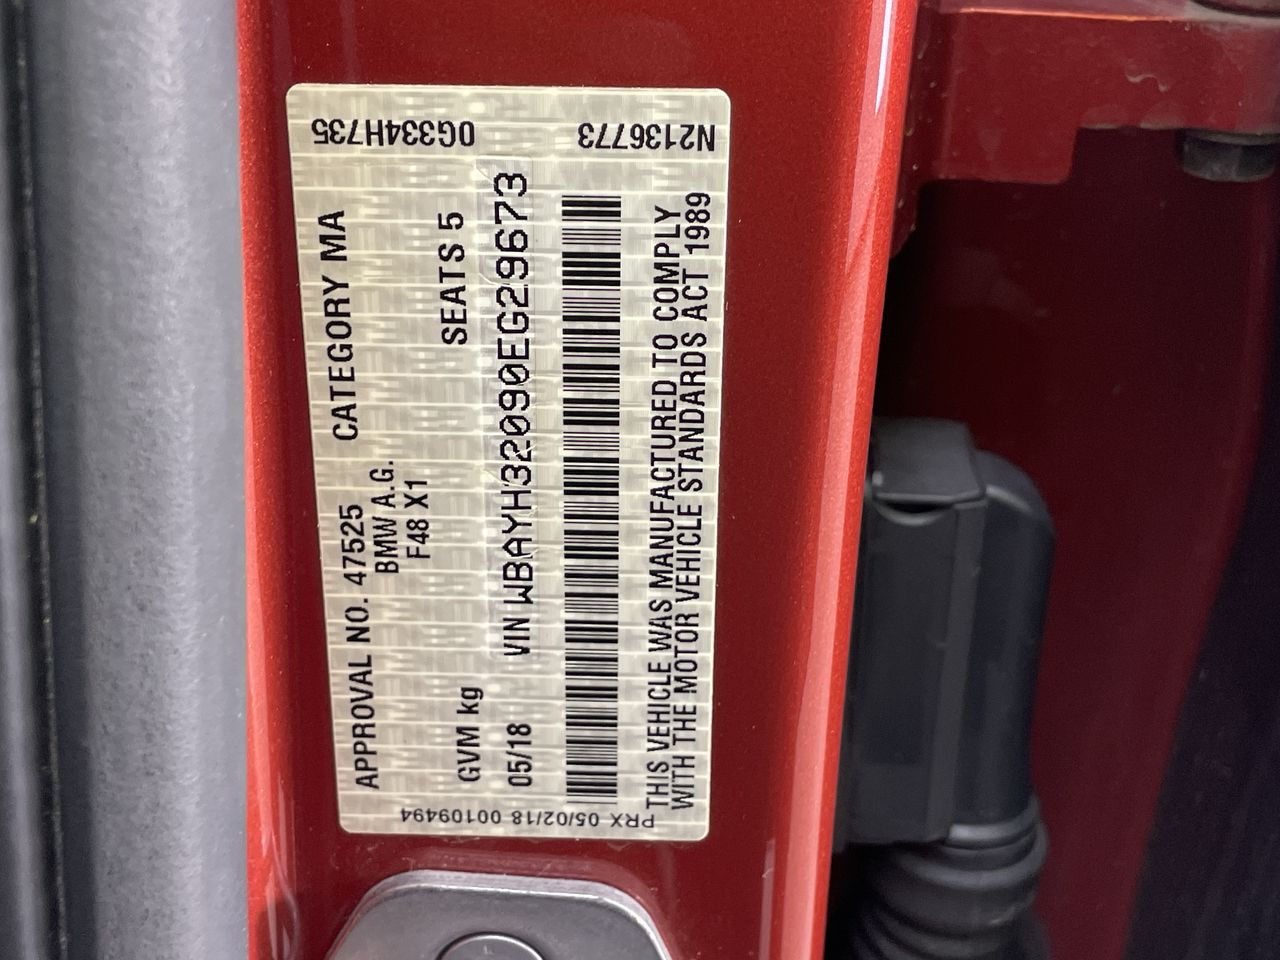 APPROVAL NO. 47525 CATEGORY MA
BMW A.G.
F48 X1
GVM kg SEATS 5
05/18 VIN WBAYH32090EG29673
THIS VEHICLE WAS MANUFACTURED TO COMPLY
WITH THE MOTOR VEHICLE STANDARDS ACT 1989
0G334H735 N2136773
PRX 05/02/18 00109494